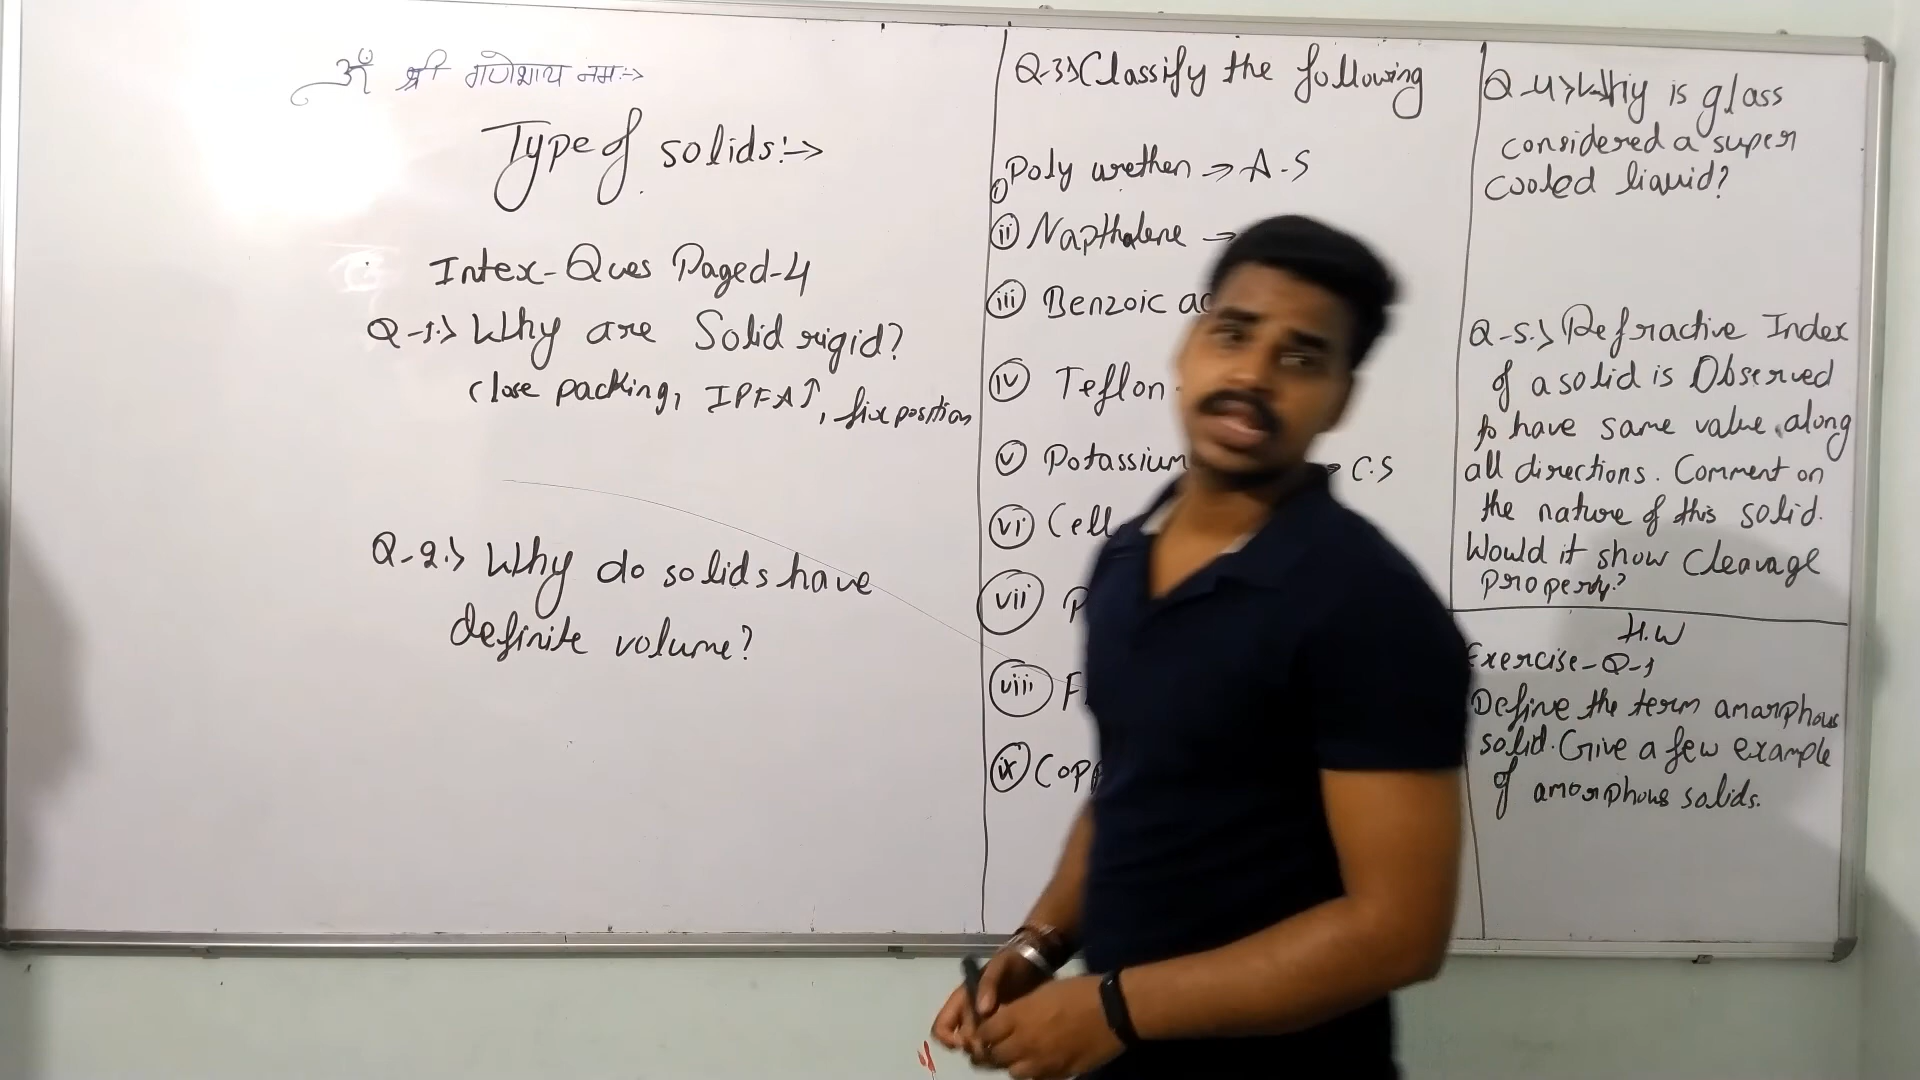 ॐ श्री गणेशाय नमः→
Type of solids:→
Intex-Ques Paged-4
Q-1.> Why are Solid rigid?
Close packing, IPFA↑, fix position
Q-2.> Why do solids have
definite volume?
Q-3> Classify the following
i) Poly urethen → A.S
ii) Napthalene →
iii) Benzoic ac
iv) Teflon
v) Potassium → C.S
vi) Cell
vii) P
viii) F
ix) Copp
Q-4> Why is glass
considered a super
cooled liquid?
Q-5.> Refractive Index
of a solid is Observed
to have same value along
all directions. Comment on
the nature of this solid.
Would it show cleavage
property?
H.W
Exercise-Q-1
Define the term amarphous
solid. Give a few example
of amorphous solids.